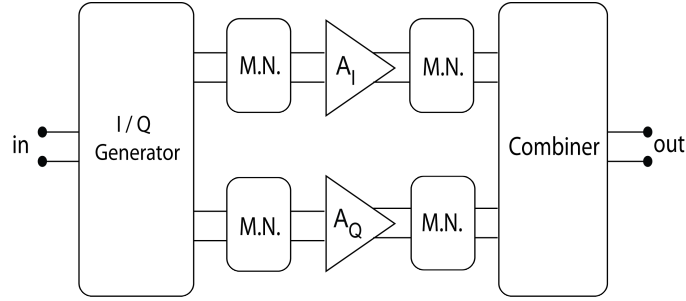 in
I / Q
Generator
M.N.
A_I
M.N.
M.N.
A_Q
M.N.
Combiner
out